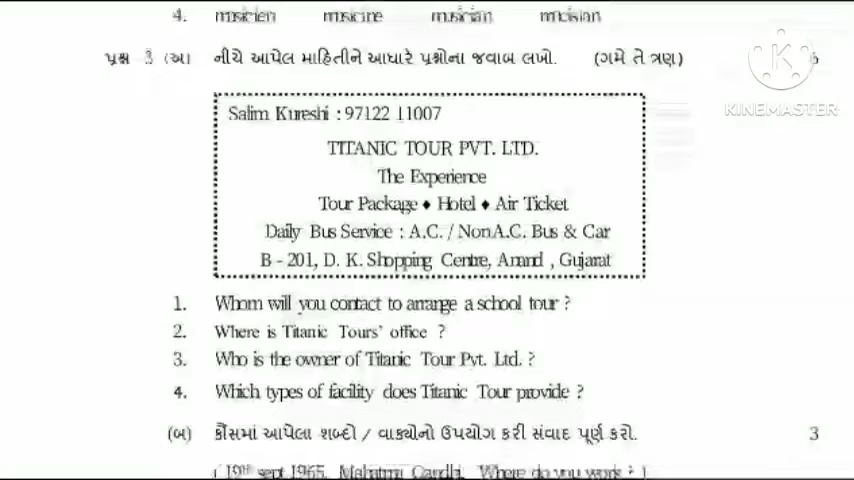 4. musicien musicine musician mucisian
પ્રશ્ન 3 (અ) નીચે આપેલ માહિતીને આધારે પ્રશ્નોના જવાબ લખો. (ગમે તે ત્રણ) 6
KINEMASTER
Salim Kureshi : 97122 11007
TITANIC TOUR PVT. LTD.
The Experience
Tour Package ♦ Hotel ♦ Air Ticket
Daily Bus Service : A.C. / Non A.C. Bus & Car
B - 201, D. K. Shopping Centre, Anand , Gujarat
1. Whom will you contact to arrange a school tour ?
2. Where is Titanic Tours' office ?
3. Who is the owner of Titanic Tour Pvt. Ltd. ?
4. Which types of facility does Titanic Tour provide ?
(બ) કૌંસમાં આપેલા શબ્દો / વાક્યોનો ઉપયોગ કરી સંવાદ પૂર્ણ કરો. 3
( 19th sept 1965, Mahatma Gandhi, Where do you work ? )